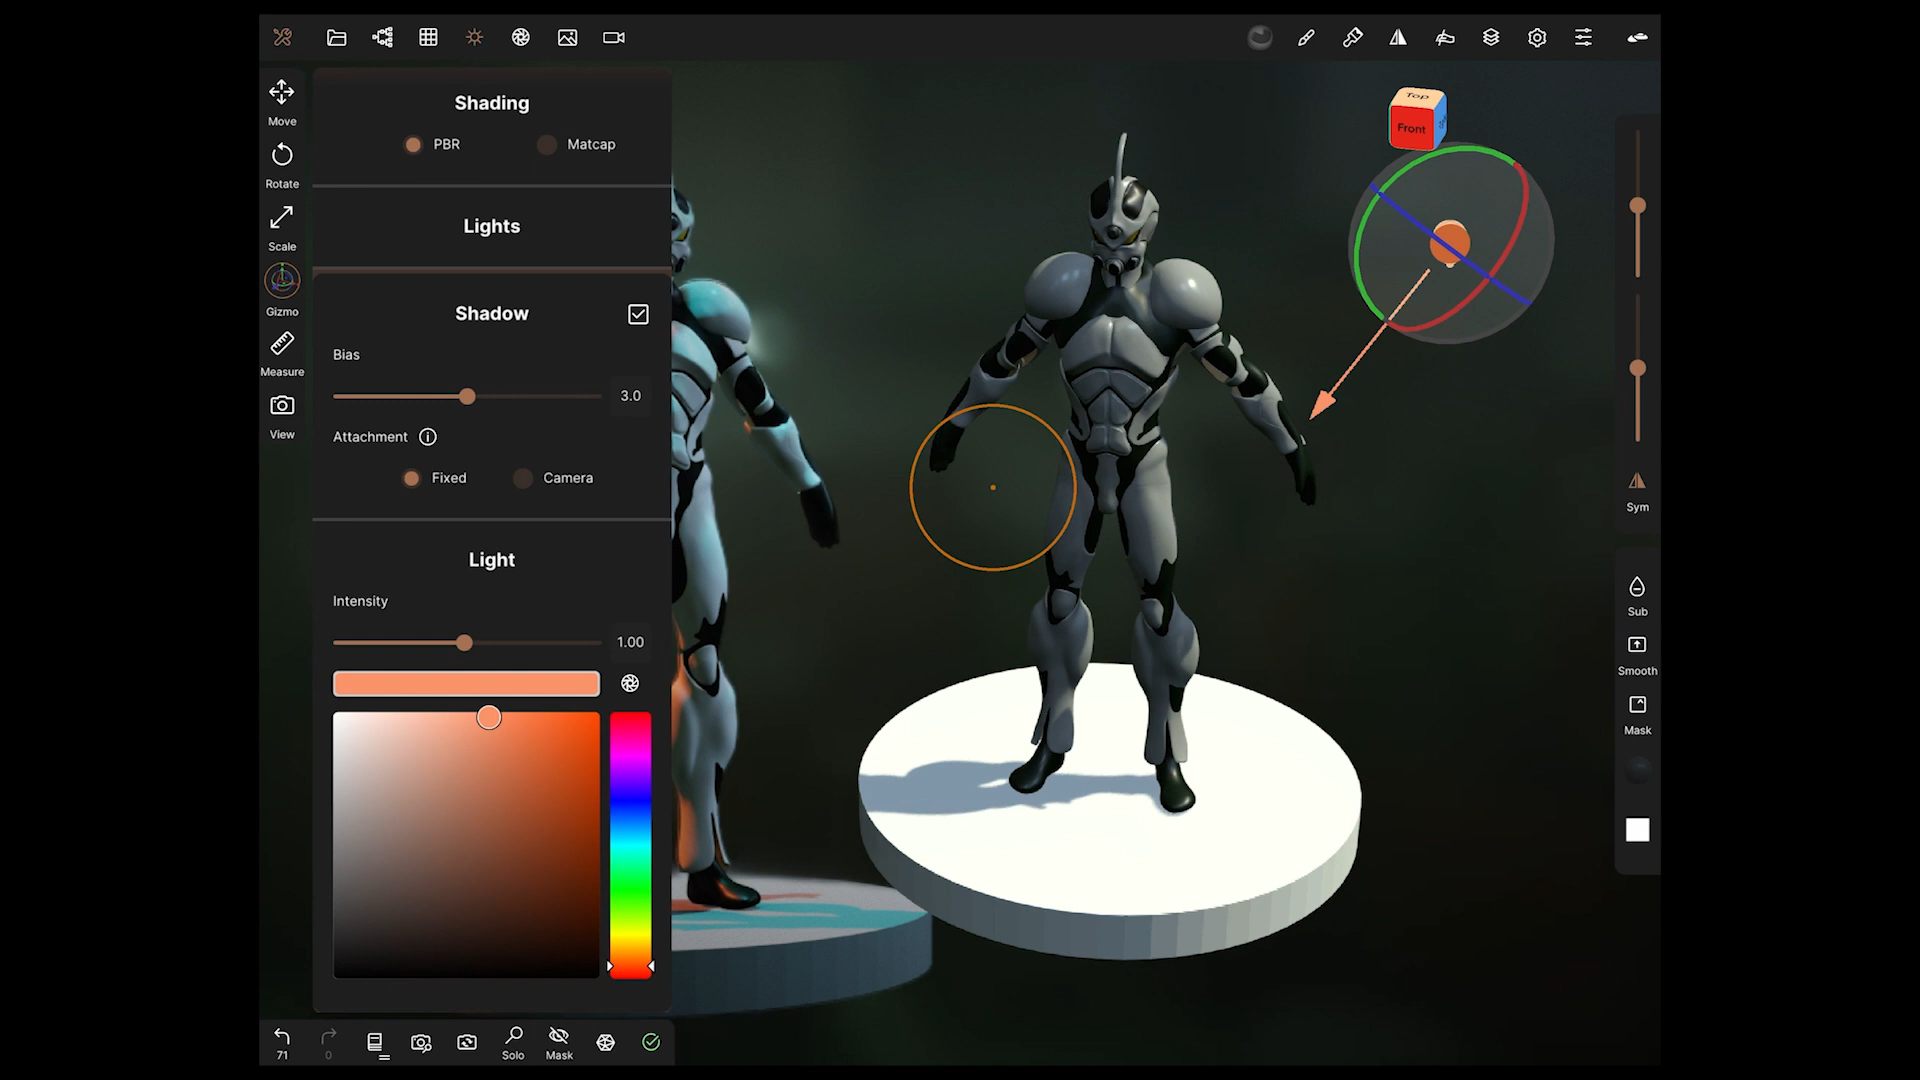 Move
Rotate
Scale
Gizmo
Measure
View
Shading
PBR
Matcap
Lights
Shadow
Bias
3.0
Attachment
Fixed
Camera
Light
Intensity
1.00
Top
Front
Sym
Sub
Smooth
Mask
71
0
Solo
Mask